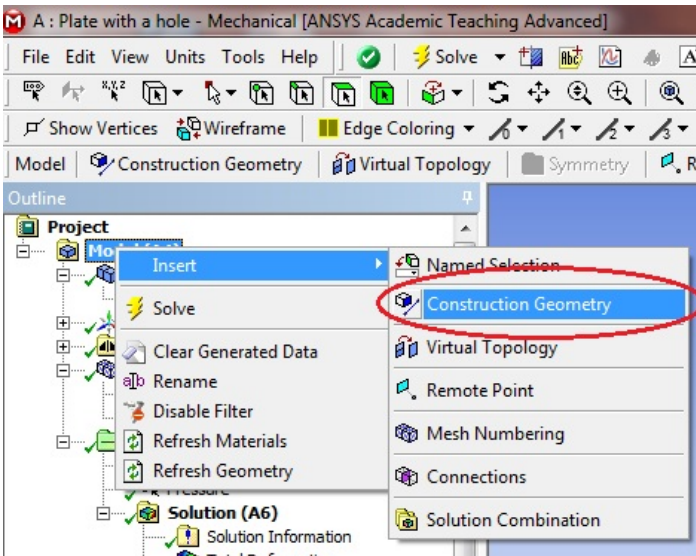 A : Plate with a hole - Mechanical [ANSYS Academic Teaching Advanced]
File Edit View Units Tools Help Solve
Show Vertices Wireframe Edge Coloring
Model Construction Geometry Virtual Topology Symmetry R
Outline
Project
Model (A4)
Insert
Solve
Clear Generated Data
Rename
Disable Filter
Refresh Materials
Refresh Geometry
Named Selection
Construction Geometry
Virtual Topology
Remote Point
Mesh Numbering
Connections
Solution Combination
Pressure
Solution (A6)
Solution Information